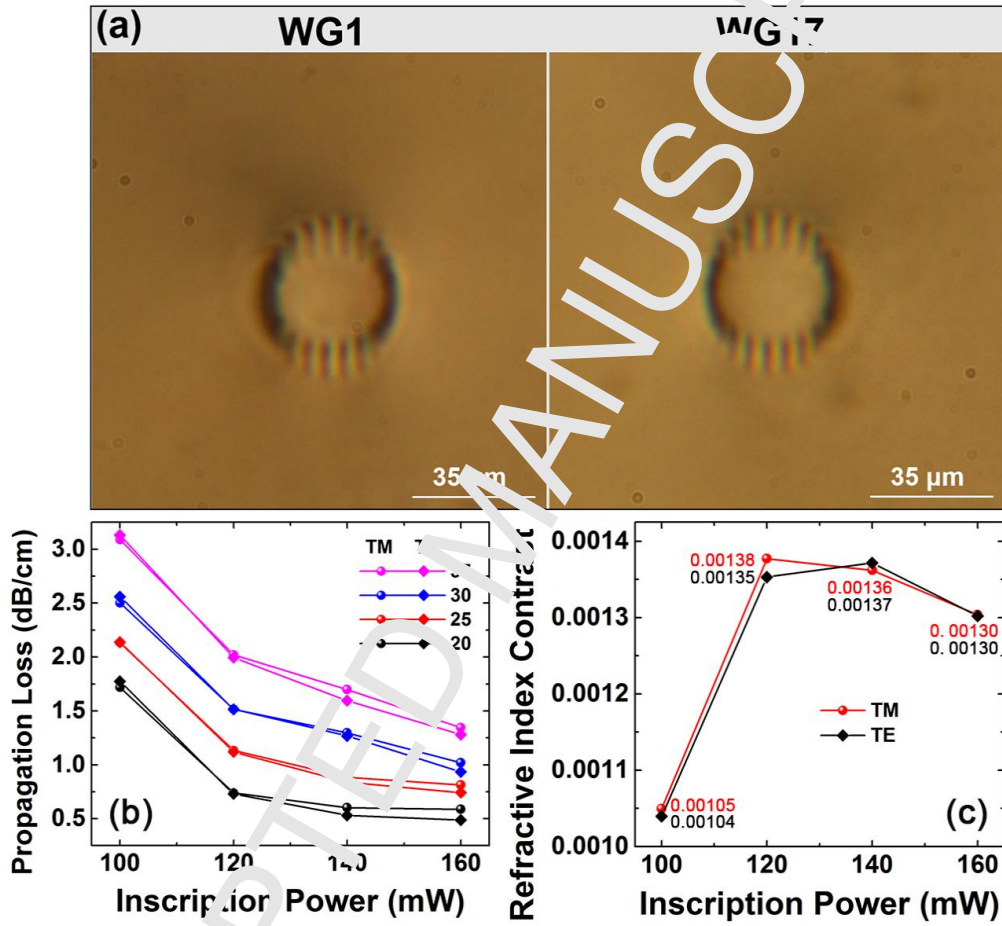 (a)
WG1
WG17
35 µm
35 µm
3.0
2.5
2.0
1.5
1.0
0.5
Propagation Loss (dB/cm)
TM
30
25
20
(b)
100 120 140 160
Inscription Power (mW)
0.0014
0.0013
0.0012
0.0011
0.0010
Refractive Index Contrast
0.00138
0.00135
0.00136
0.00137
0.00130
0.00130
TM
TE
0.00105
0.00104
(c)
100 120 140 160
Inscription Power (mW)
MANUSC
PTED